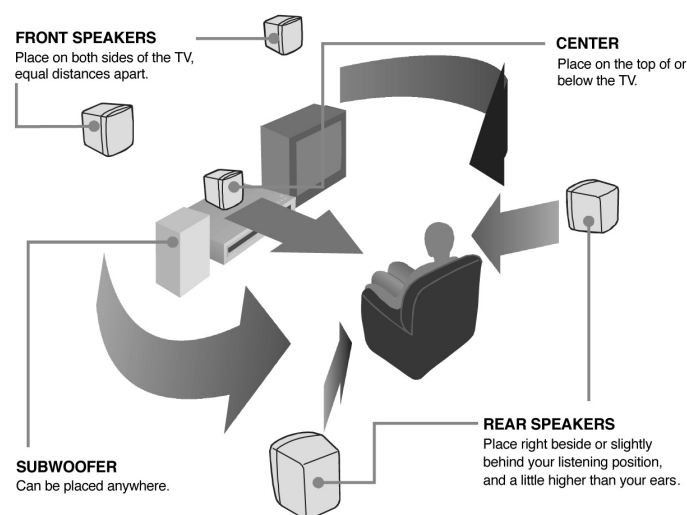 FRONT SPEAKERS
Place on both sides of the TV,
equal distances apart.
CENTER
Place on the top of or
below the TV.
SUBWOOFER
Can be placed anywhere.
REAR SPEAKERS
Place right beside or slightly
behind your listening position,
and a little higher than your ears.